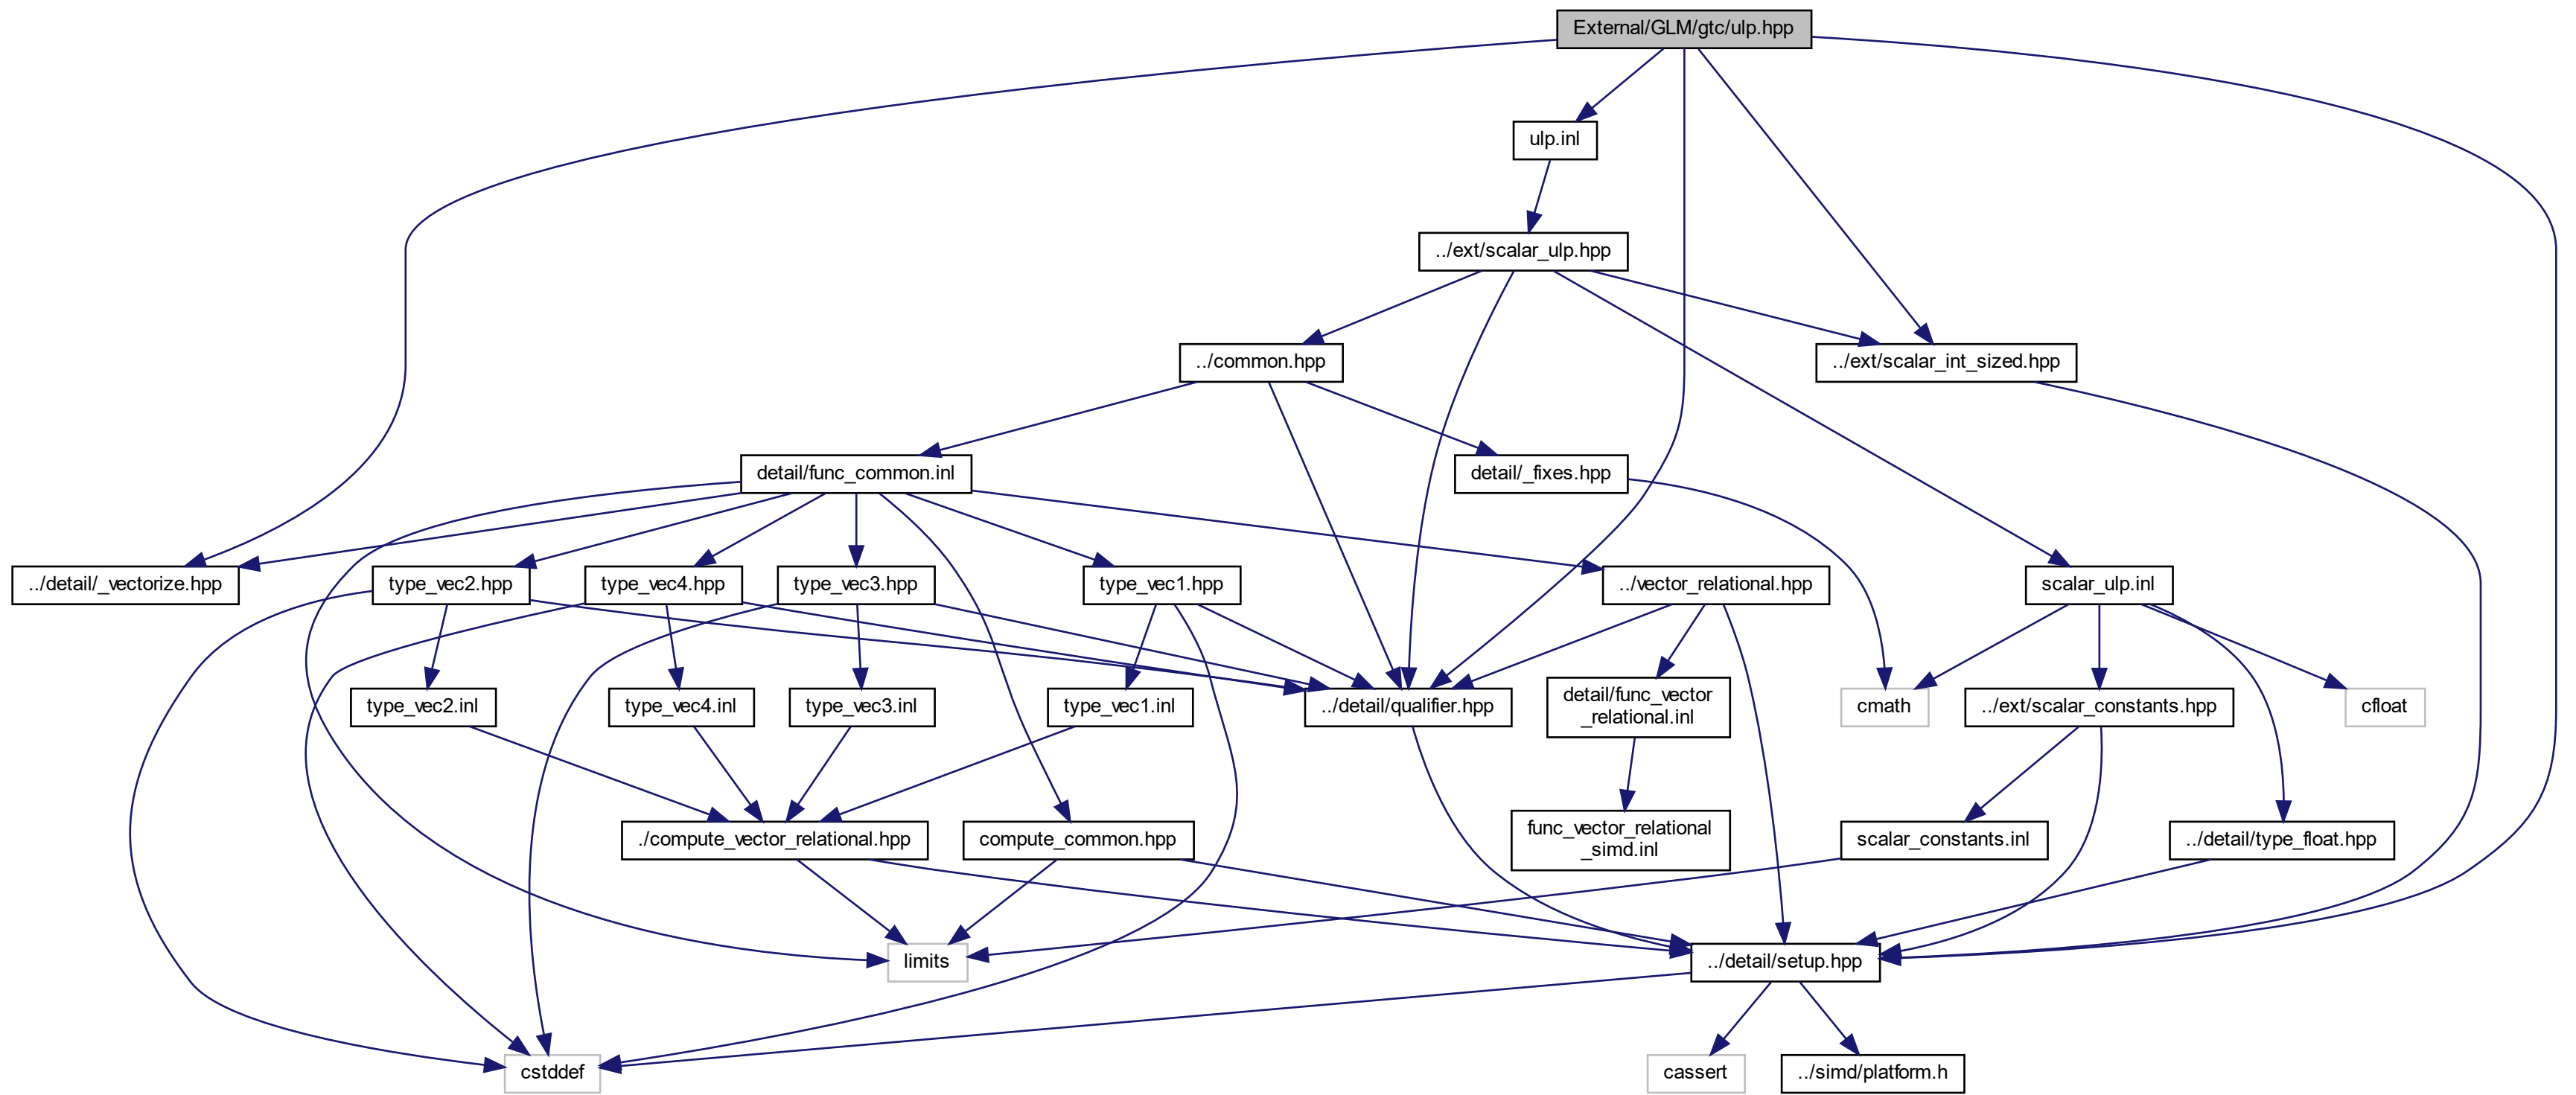 External/GLM/gtc/ulp.hpp
ulp.inl
../ext/scalar_ulp.hpp
../common.hpp
../ext/scalar_int_sized.hpp
detail/func_common.inl
detail/_fixes.hpp
../detail/_vectorize.hpp
type_vec2.hpp
type_vec4.hpp
type_vec3.hpp
type_vec1.hpp
../vector_relational.hpp
scalar_ulp.inl
type_vec2.inl
type_vec4.inl
type_vec3.inl
type_vec1.inl
../detail/qualifier.hpp
detail/func_vector
_relational.inl
cmath
../ext/scalar_constants.hpp
cfloat
./compute_vector_relational.hpp
compute_common.hpp
func_vector_relational
_simd.inl
scalar_constants.inl
../detail/type_float.hpp
limits
../detail/setup.hpp
cstddef
cassert
../simd/platform.h